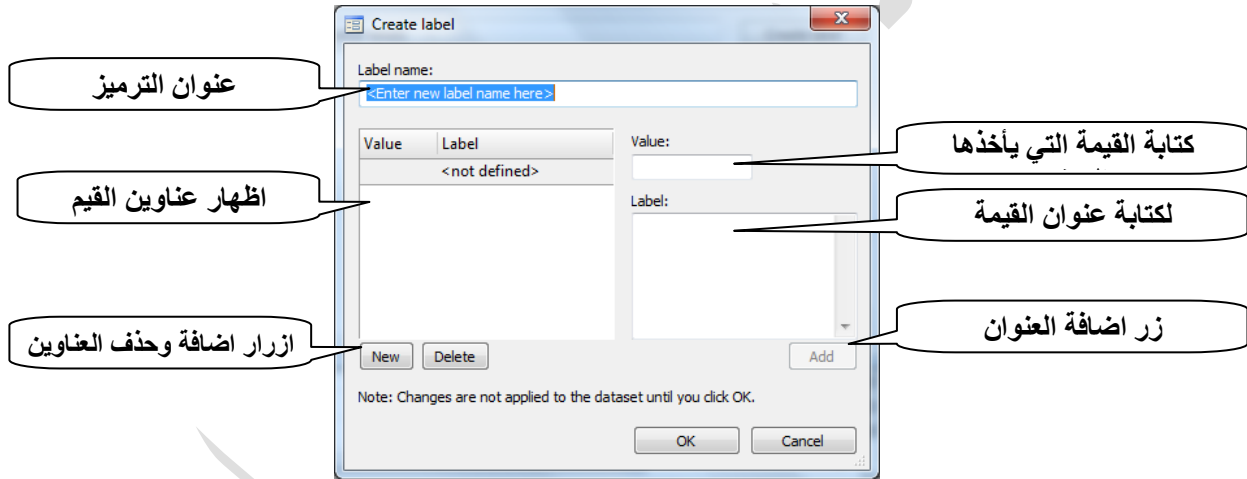 Create label
Label name:
<Enter new label name here>
عنوان الترميز
Value Label
<not defined>
Value:
كتابة القيمة التي يأخذها
اظهار عناوين القيم
Label:
لكتابة عنوان القيمة
زر اضافة العنوان
ازرار اضافة وحذف العناوين
New Delete
Add
Note: Changes are not applied to the dataset until you click OK.
OK Cancel